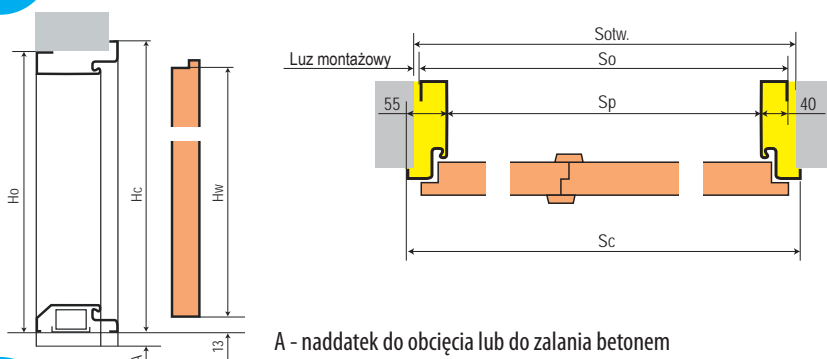 Sotw.
Luz montażowy
So
55
Sp
40
Ho
Hc
Hw
Sc
A
13
A - naddatek do obcięcia lub do zalania betonem